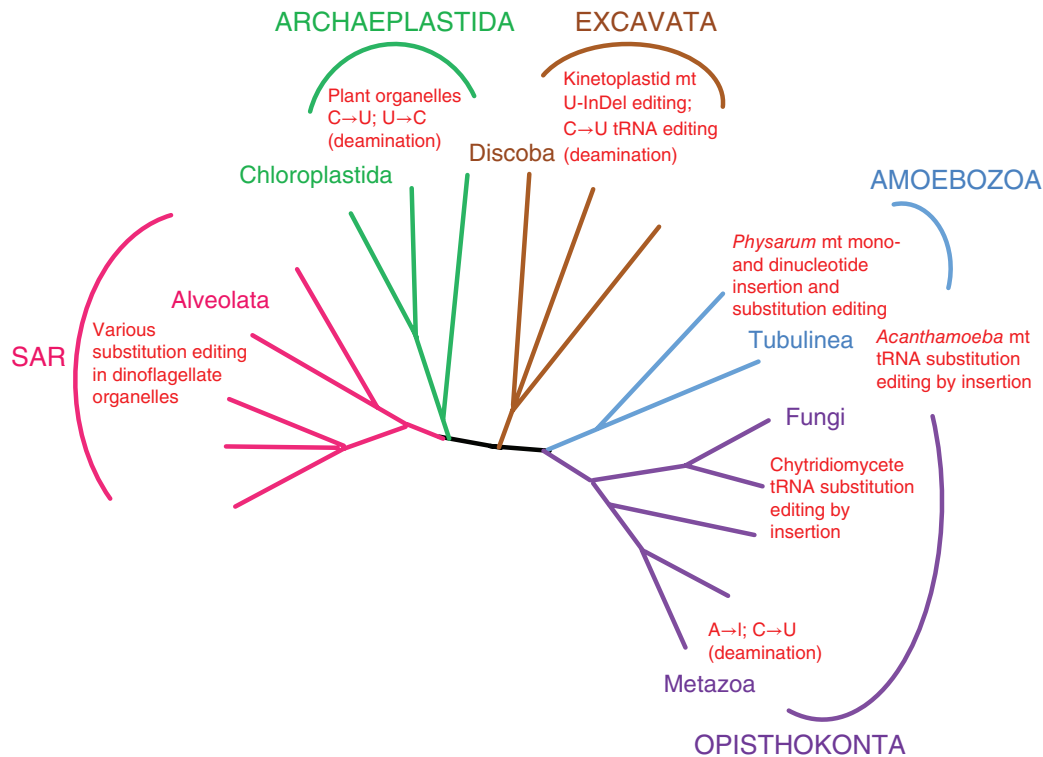 ARCHAEPLASTIDA
EXCAVATA
Plant organelles
C→U; U→C
(deamination)
Kinetoplastid mt
U-InDel editing;
C→U tRNA editing
(deamination)
Discoba
Chloroplastida
AMOEBOZOA
Physarum mt mono-
and dinucleotide
insertion and
substitution editing
Tubulinea
Acanthamoeba mt
tRNA substitution
editing by insertion
Alveolata
SAR
Various
substitution editing
in dinoflagellate
organelles
Fungi
Chytridiomycete
tRNA substitution
editing by
insertion
A→I; C→U
(deamination)
Metazoa
OPISTHOKONTA